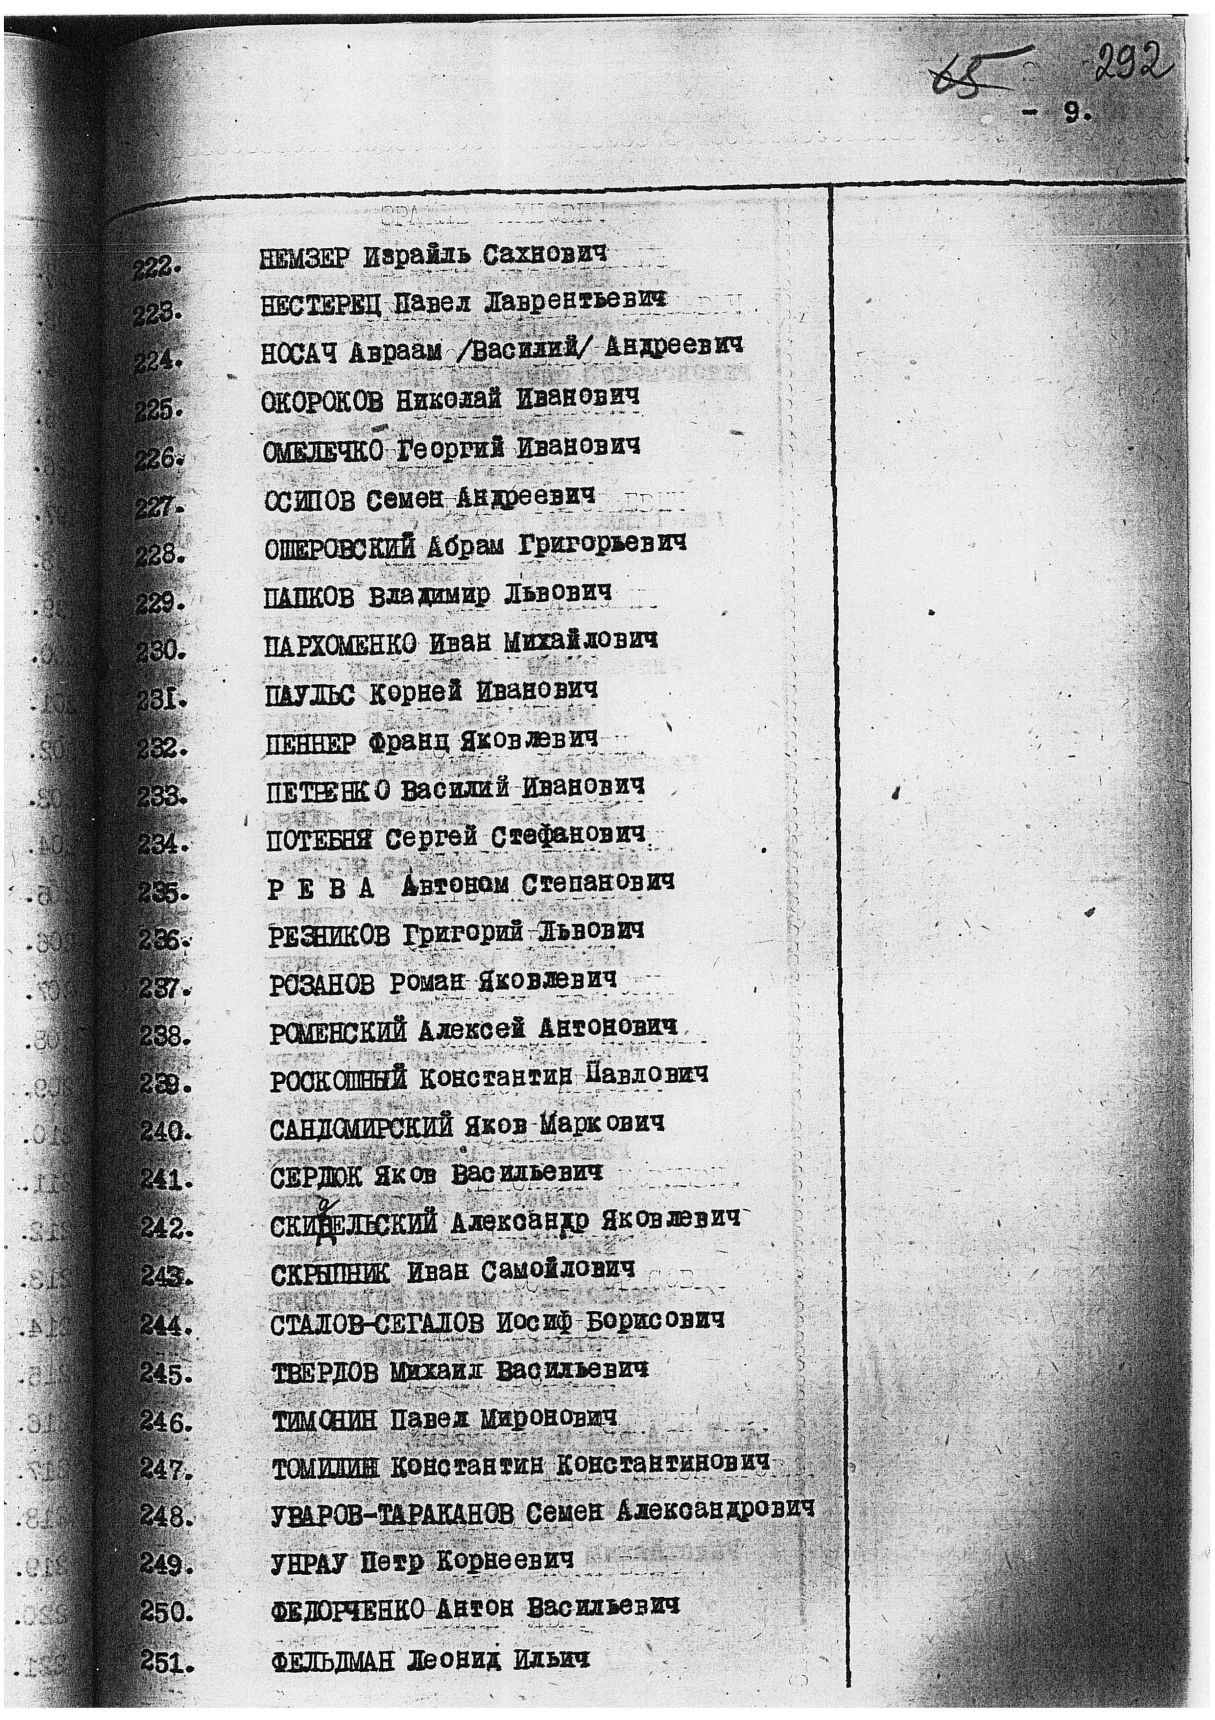 65 292
- 9.
222. НЕМЗЕР Израйль Сахнович
223. НЕСТЕРЕЦ Павел Лаврентьевич
224. НОСАЧ Авраам /Василий/ Андреевич
225. ОКОРОКОВ Николай Иванович
226. ОМЕЛЕЧКО Георгий Иванович
227. ОСИПОВ Семен Андреевич
228. ОШЕРОВСКИЙ Абрам Григорьевич
229. ПАПКОВ Владимир Львович
230. ПАРХОМЕНКО Иван Михайлович
231. ПАУЛЬС Корней Иванович
232. ПЕННЕР Франц Яковлевич
233. ПЕТРЕНКО Василий Иванович
234. ПОТЕБНЯ Сергей Стефанович
235. Р Е В А Автоном Степанович
236. РЕЗНИКОВ Григорий Львович
237. РОЗАНОВ Роман Яковлевич
238. РОМЕНСКИЙ Алексей Антонович
239. РОСКОШНЫЙ Константин Павлович
240. САНДОМИРСКИЙ Яков Маркович
241. СЕРДЮК Яков Васильевич
242. СКИДЕЛЬСКИЙ Александр Яковлевич
243. СКРЫПНИК Иван Самойлович
244. СТАЛОВ-СЕГАЛОВ Иосиф Борисович
245. ТВЕРДОВ Михаил Васильевич
246. ТИМОНИН Павел Миронович
247. ТОМИЛИН Константин Константинович
248. УВАРОВ-ТАРАКАНОВ Семен Александрович
249. УНРАУ Петр Корнеевич
250. ФЕДОРЧЕНКО Антон Васильевич
251. ФЕЛЬДМАН Леонид Ильич